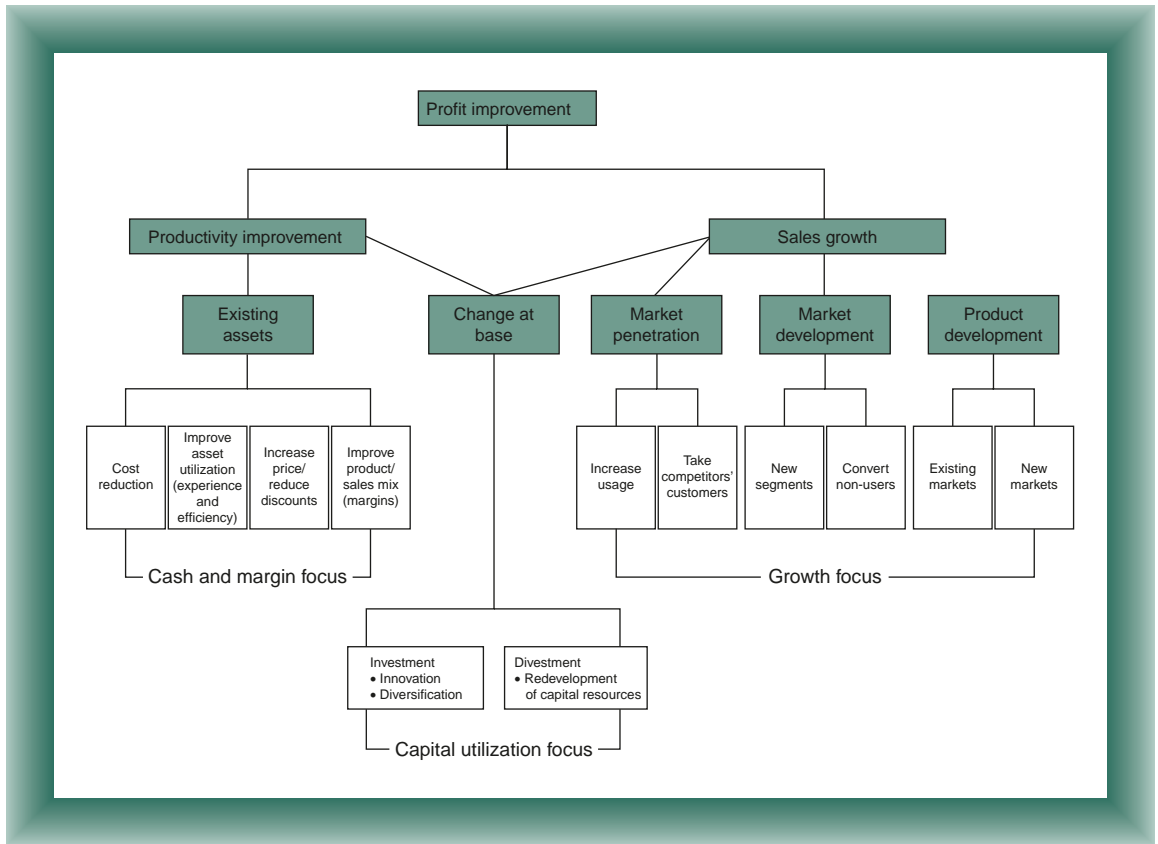 Profit improvement
Productivity improvement
Sales growth
Existing
assets
Change at
base
Market
penetration
Market
development
Product
development
Cost
reduction
Improve
asset
utilization
(experience
and
efficiency)
Increase
price/
reduce
discounts
Improve
product/
sales mix
(margins)
Increase
usage
Take
competitors’
customers
New
segments
Convert
non-users
Existing
markets
New
markets
Cash and margin focus
Growth focus
Investment
• Innovation
• Diversification
Divestment
• Redevelopment
of capital resources
Capital utilization focus